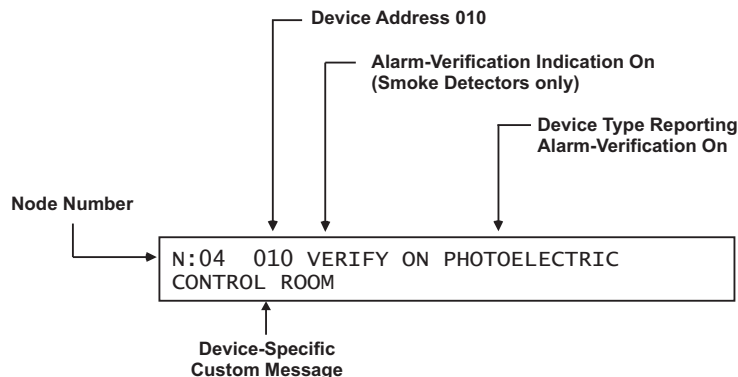 Device Address 010
Alarm-Verification Indication On
(Smoke Detectors only)
Device Type Reporting
Alarm-Verification On
Node Number
N:04 010 VERIFY ON PHOTOELECTRIC
CONTROL ROOM
Device-Specific
Custom Message